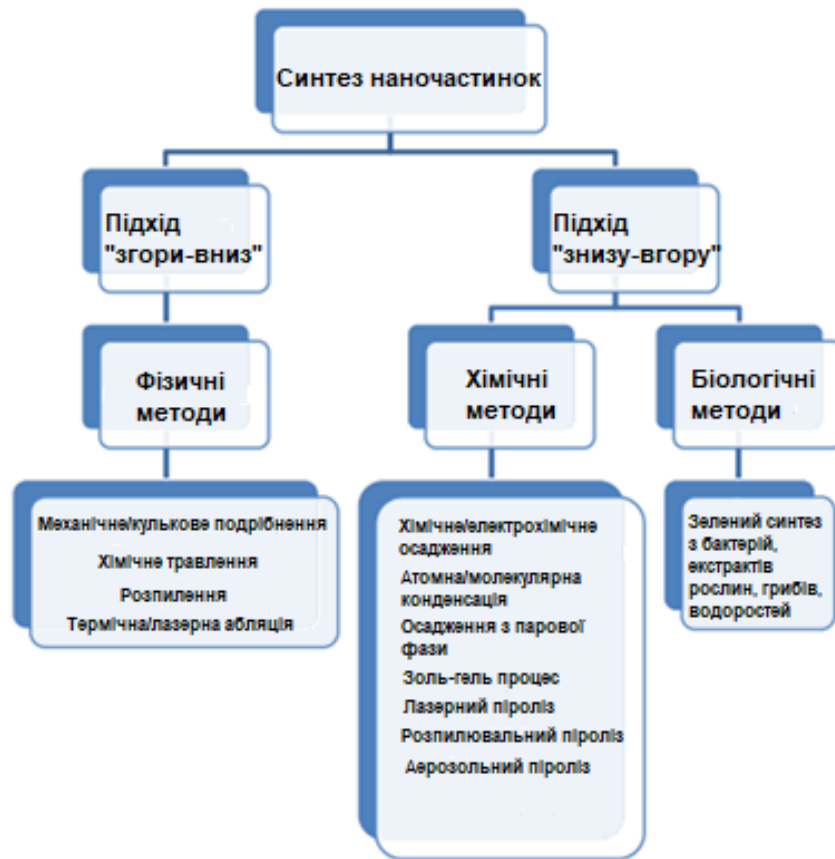 Синтез наночастинок
Підхід
"згори-вниз"
Підхід
"знизу-вгору"
Фізичні
методи
Хімічні
методи
Біологічні
методи
Механічне/кулькове подрібнення
Хімічне травлення
Розпилення
Термічна/лазерна абляція
Хімічне/електрохімічне
осадження
Атомна/молекулярна
конденсація
Осадження з парової
фази
Золь-гель процес
Лазерний піроліз
Розпилювальний піроліз
Аерозольний піроліз
Зелений синтез
з бактерій,
екстрактів
рослин, грибів,
водоростей